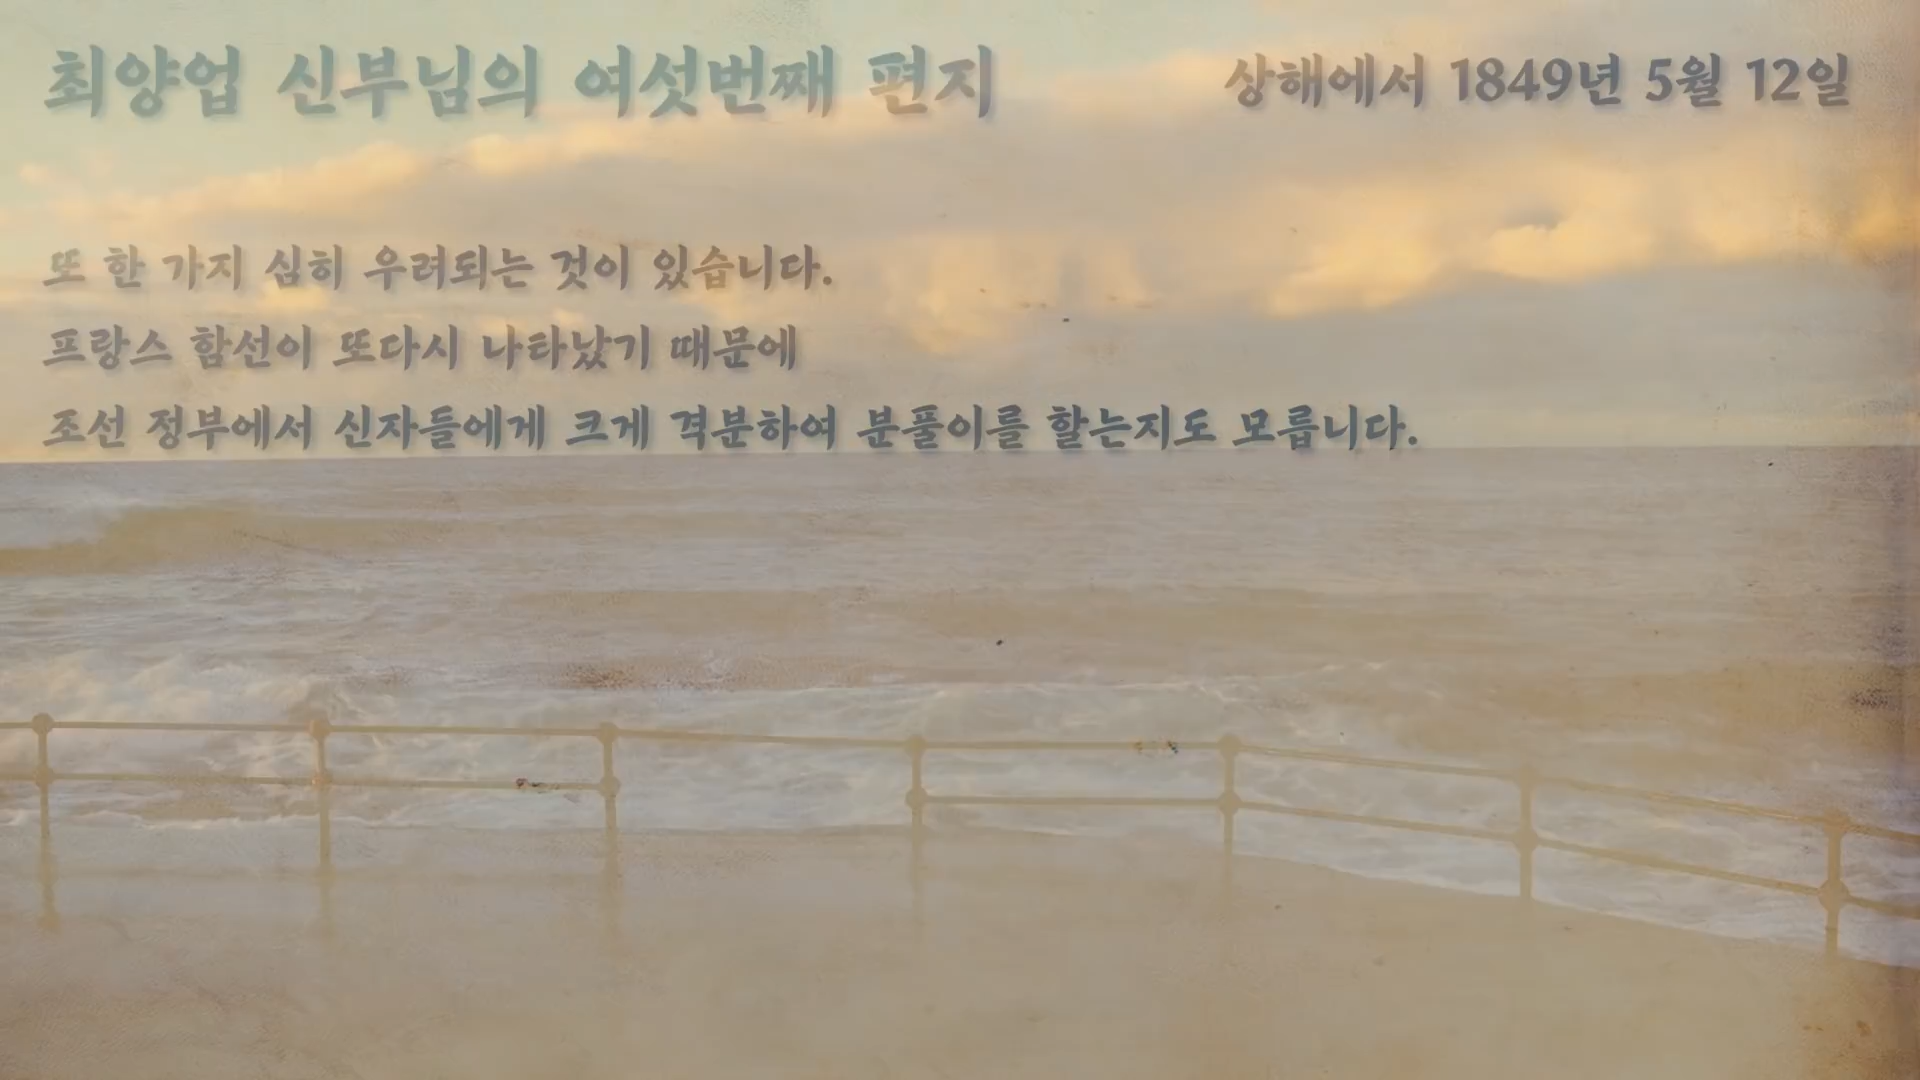 최양업 신부님의 여섯번째 편지
상해에서 1849년 5월 12일
또 한 가지 심히 우려되는 것이 있습니다.
프랑스 함선이 또다시 나타났기 때문에
조선 정부에서 신자들에게 크게 격분하여 분풀이를 할는지도 모릅니다.